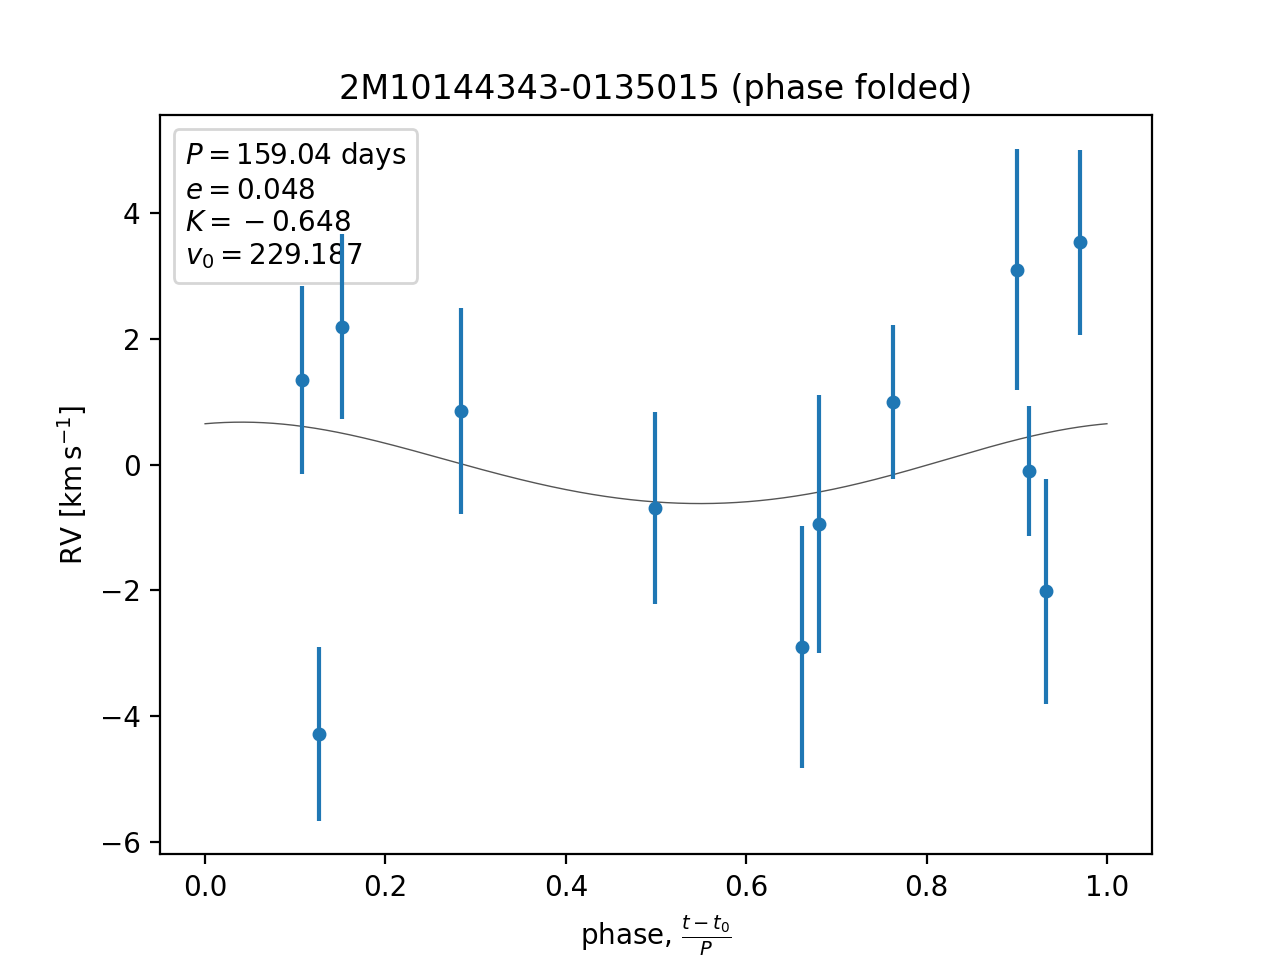 2M10144343-0135015 (phase folded)
P = 159.04 days
e = 0.048
K = −0.648
v₀ = 229.187
4
2
0
−2
−4
−6
RV [km s⁻¹]
0.0 0.2 0.4 0.6 0.8 1.0
phase, (t − t₀)/P